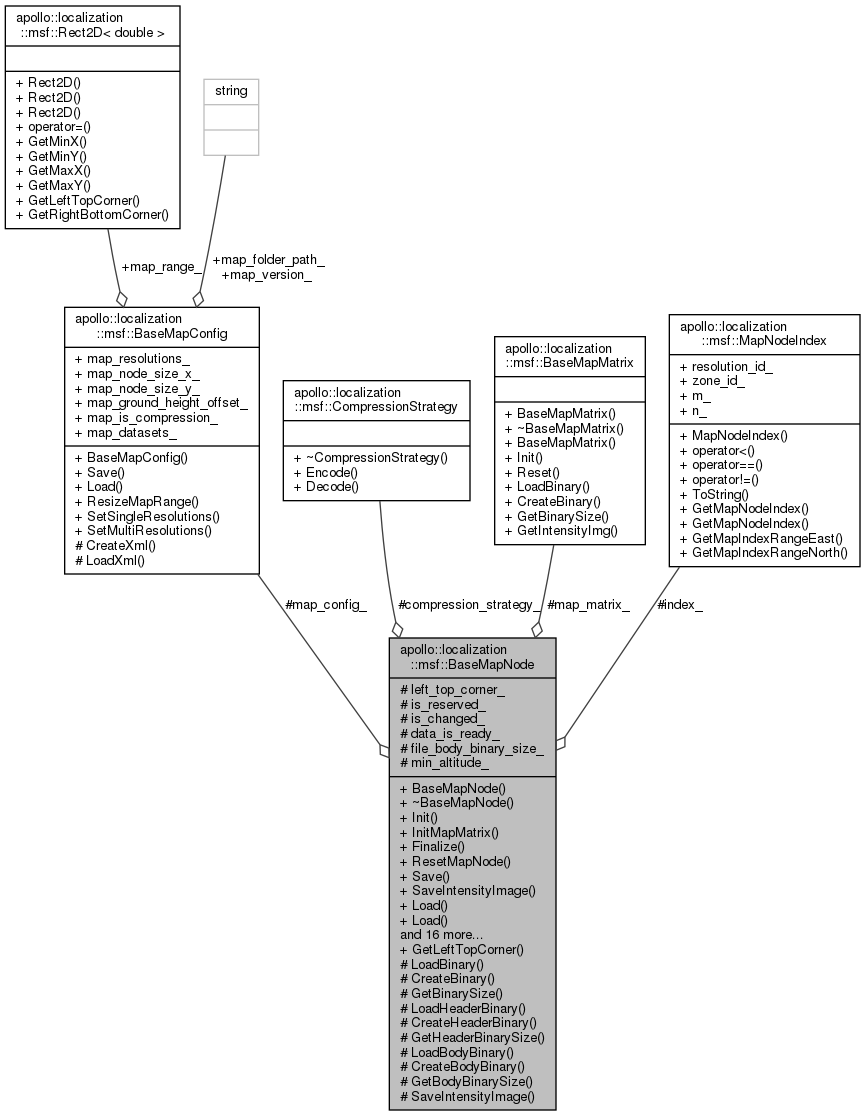 apollo::localization
::msf::Rect2D< double >
+ Rect2D()
+ Rect2D()
+ Rect2D()
+ operator=()
+ GetMinX()
+ GetMinY()
+ GetMaxX()
+ GetMaxY()
+ GetLeftTopCorner()
+ GetRightBottomCorner()
string
+map_range_
+map_folder_path_
+map_version_
apollo::localization
::msf::BaseMapConfig
+ map_resolutions_
+ map_node_size_x_
+ map_node_size_y_
+ map_ground_height_offset_
+ map_is_compression_
+ map_datasets_
+ BaseMapConfig()
+ Save()
+ Load()
+ ResizeMapRange()
+ SetSingleResolutions()
+ SetMultiResolutions()
# CreateXml()
# LoadXml()
apollo::localization
::msf::CompressionStrategy
+ ~CompressionStrategy()
+ Encode()
+ Decode()
apollo::localization
::msf::BaseMapMatrix
+ BaseMapMatrix()
+ ~BaseMapMatrix()
+ BaseMapMatrix()
+ Init()
+ Reset()
+ LoadBinary()
+ CreateBinary()
+ GetBinarySize()
+ GetIntensityImg()
apollo::localization
::msf::MapNodeIndex
+ resolution_id_
+ zone_id_
+ m_
+ n_
+ MapNodeIndex()
+ operator<()
+ operator==()
+ operator!=()
+ ToString()
+ GetMapNodeIndex()
+ GetMapNodeIndex()
+ GetMapIndexRangeEast()
+ GetMapIndexRangeNorth()
#map_config_
#compression_strategy_
#map_matrix_
#index_
apollo::localization
::msf::BaseMapNode
# left_top_corner_
# is_reserved_
# is_changed_
# data_is_ready_
# file_body_binary_size_
# min_altitude_
+ BaseMapNode()
+ ~BaseMapNode()
+ Init()
+ InitMapMatrix()
+ Finalize()
+ ResetMapNode()
+ Save()
+ SaveIntensityImage()
+ Load()
+ Load()
and 16 more...
+ GetLeftTopCorner()
# LoadBinary()
# CreateBinary()
# GetBinarySize()
# LoadHeaderBinary()
# CreateHeaderBinary()
# GetHeaderBinarySize()
# LoadBodyBinary()
# CreateBodyBinary()
# GetBodyBinarySize()
# SaveIntensityImage()